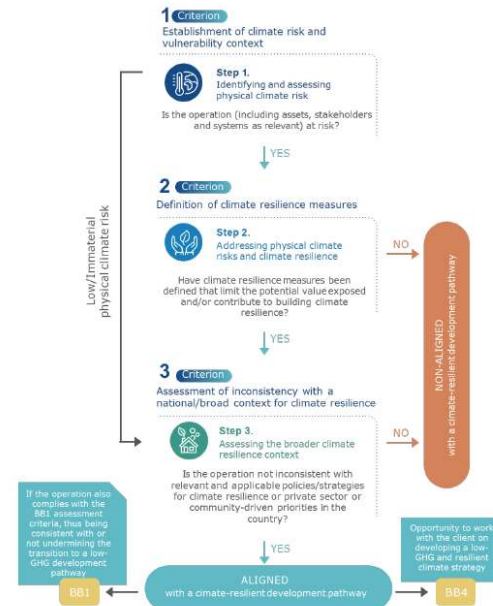 1 Criterion
Establishment of climate risk and
vulnerability context
Step 1.
Identifying and assessing
physical climate risk
Is the operation (including assets, stakeholders
and systems as relevant) at risk?
YES
Low/Immaterial
physical climate risk
2 Criterion
Definition of climate resilience measures
Step 2.
Addressing physical climate
risks and climate resilience
NO
Have climate resilience measures been
defined that limit the potential value exposed
and/or contribute to building climate
resilience?
YES
NON-ALIGNED
with a cimate-resilient development pathway
3 Criterion
Assessment of inconsistency with a
national/broad context for climate resilience
Step 3.
Assessing the broader climate
resilience context
NO
Is the operation not inconsistent with
relevant and applicable policies/strategies
for climate resilience or private sector or
community-driven priorities in the
country?
YES
If the operation also
complies with the
BB1 assessment
criteria, thus being
consistent with or
not undermining the
transition to a low-
GHG development
pathway
BB1
ALIGNED
with a cimate-resilient development pathway
Opportunity to work
with the client on
developing a low-
GHG and resilient
climate strategy
BB4